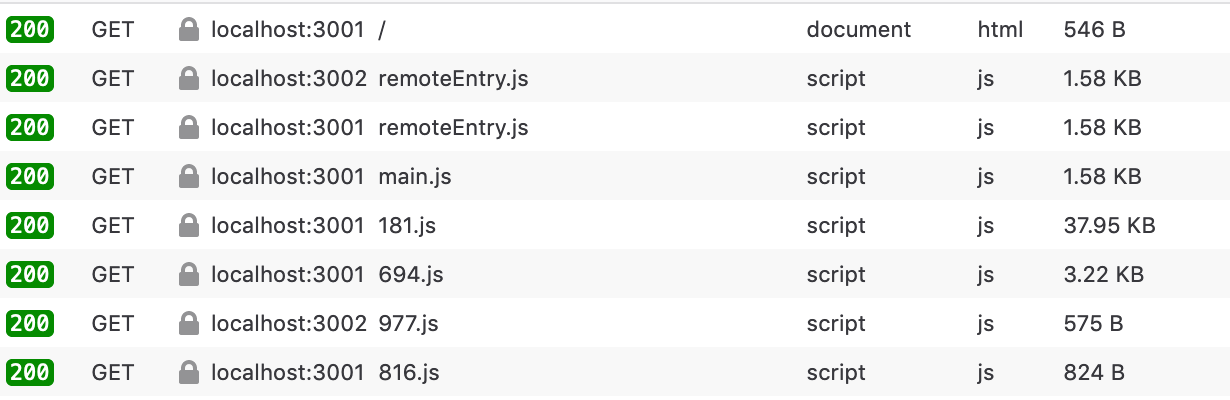 200 GET localhost:3001 / document html 546 B
200 GET localhost:3002 remoteEntry.js script js 1.58 KB
200 GET localhost:3001 remoteEntry.js script js 1.58 KB
200 GET localhost:3001 main.js script js 1.58 KB
200 GET localhost:3001 181.js script js 37.95 KB
200 GET localhost:3001 694.js script js 3.22 KB
200 GET localhost:3002 977.js script js 575 B
200 GET localhost:3001 816.js script js 824 B